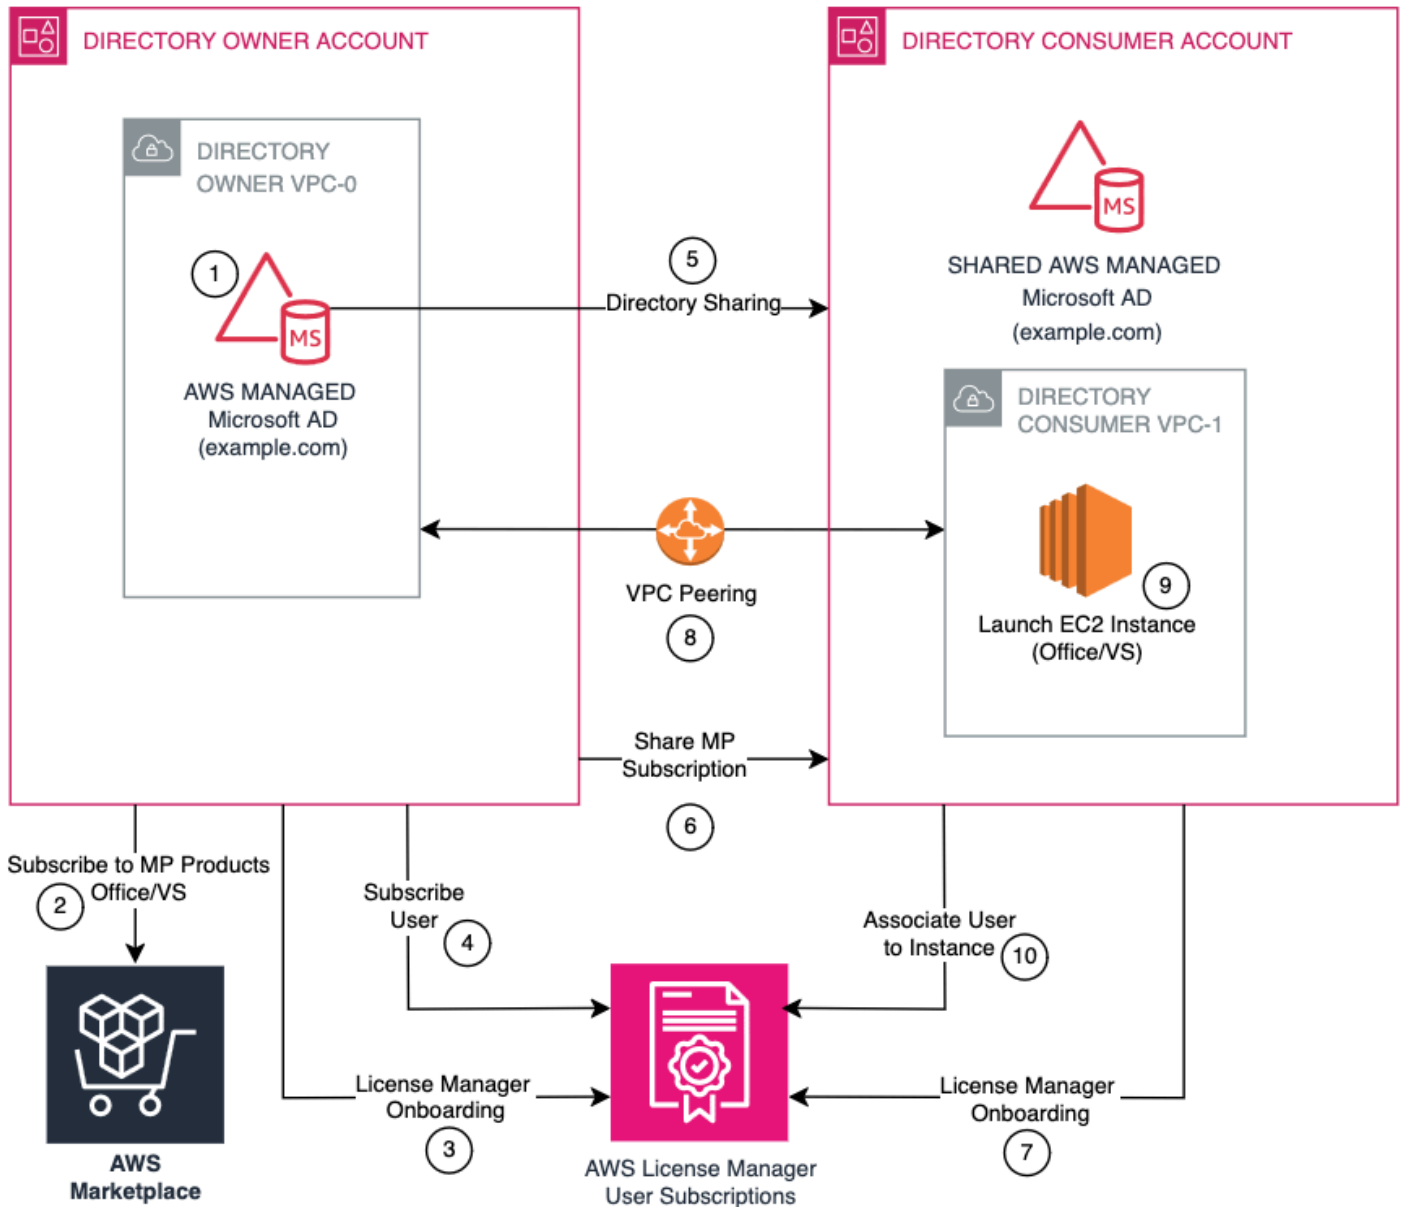 DIRECTORY OWNER ACCOUNT
DIRECTORY CONSUMER ACCOUNT
DIRECTORY
OWNER VPC-0
1
MS
AWS MANAGED
Microsoft AD
(example.com)
5
Directory Sharing
MS
SHARED AWS MANAGED
Microsoft AD
(example.com)
DIRECTORY
CONSUMER VPC-1
VPC Peering
8
9
Launch EC2 Instance
(Office/VS)
Share MP
Subscription
6
Subscribe to MP Products
Office/VS
2
Subscribe
User
4
Associate User
to Instance
10
License Manager
Onboarding
3
License Manager
Onboarding
7
AWS
Marketplace
AWS License Manager
User Subscriptions